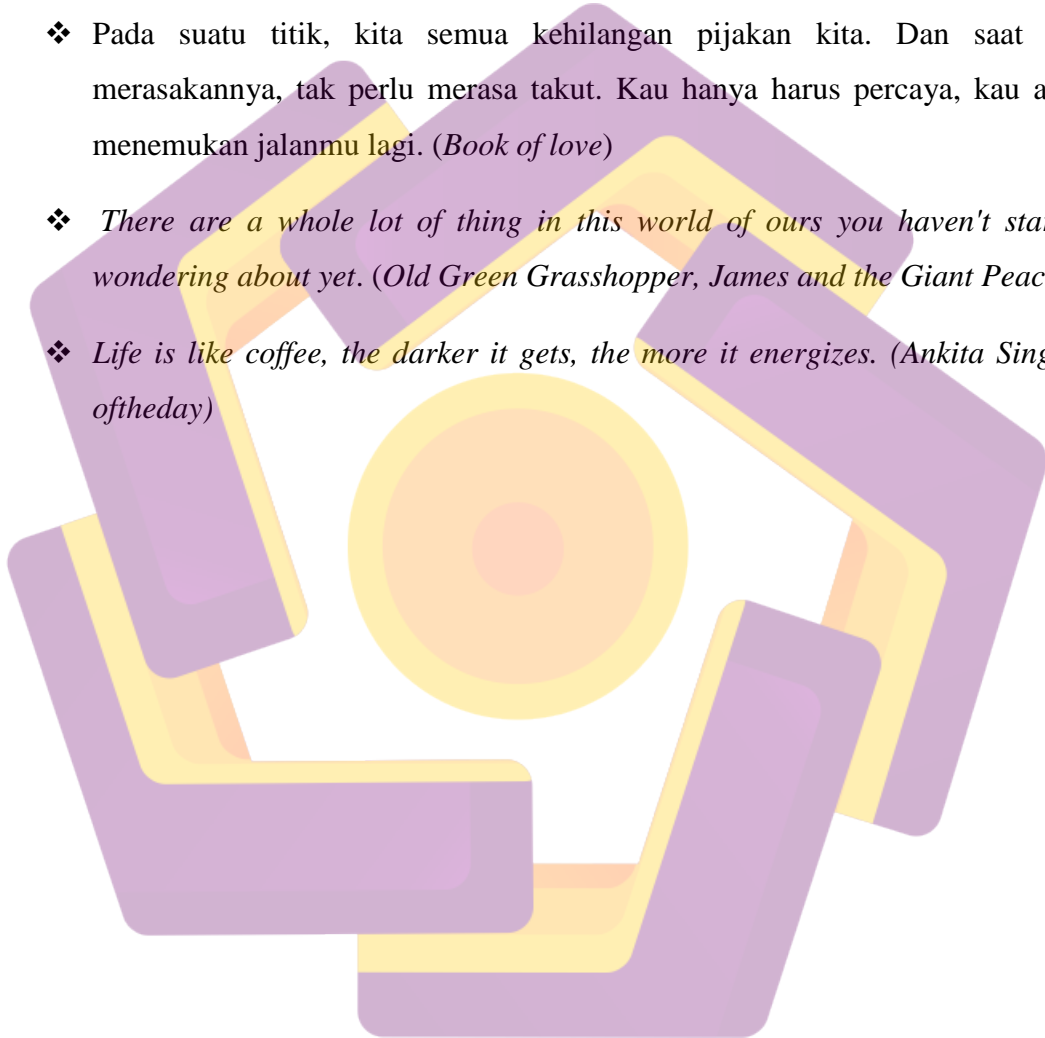 ❖ Pada suatu titik, kita semua kehilangan pijakan kita. Dan saat
merasakannya, tak perlu merasa takut. Kau hanya harus percaya, kau a
menemukan jalanmu lagi. (Book of love)
❖ There are a whole lot of thing in this world of ours you haven't star
wondering about yet. (Old Green Grasshopper, James and the Giant Peac
❖ Life is like coffee, the darker it gets, the more it energizes. (Ankita Sing
oftheday)